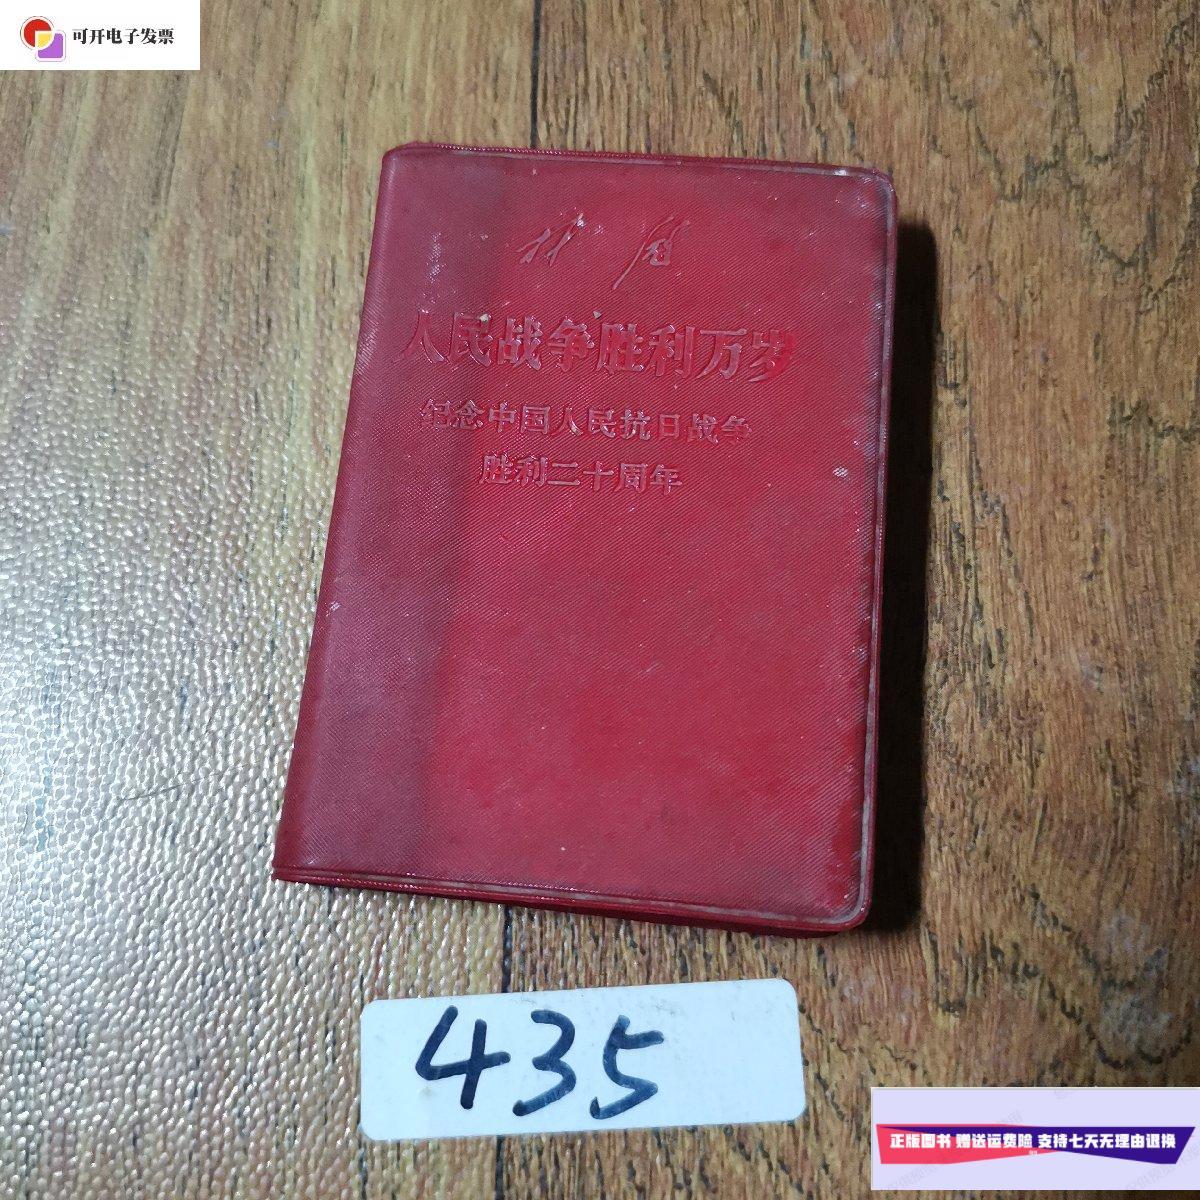 可开电子发票
林彪
人民战争胜利万岁
纪念中国人民抗日战争
胜利二十周年
435
正版图书 赠送运费险 支持七天无理由退换